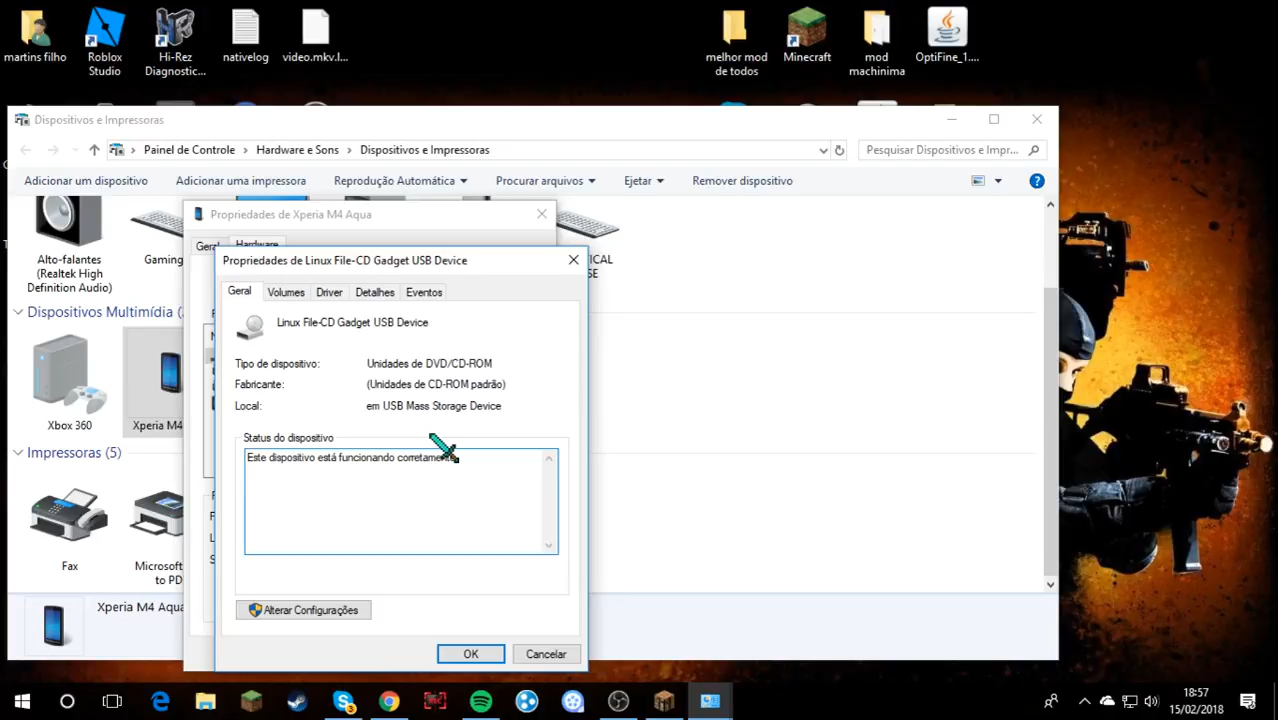 martins filho
Roblox
Studio
Hi-Rez
Diagnostic...
nativelog
video.mkv.l...
melhor mod
de todos
Minecraft
mod
machinima
OptiFine_1....
Dispositivos e Impressoras
Painel de Controle > Hardware e Sons > Dispositivos e Impressoras
Pesquisar Dispositivos e Impr...
Adicionar um dispositivo
Adicionar uma impressora
Reprodução Automática
Procurar arquivos
Ejetar
Remover dispositivo
Alto-falantes
(Realtek High
Definition Audio)
Gaming
Dispositivos Multimídia
Xbox 360
Xperia M4
Impressoras (5)
Fax
Microsoft
to PD
Xperia M4 Aqua
Propriedades de Xperia M4 Aqua
Geral
Hardware
Propriedades de Linux File-CD Gadget USB Device
Geral
Volumes
Driver
Detalhes
Eventos
Linux File-CD Gadget USB Device
Tipo de dispositivo: Unidades de DVD/CD-ROM
Fabricante: (Unidades de CD-ROM padrão)
Local: em USB Mass Storage Device
Status do dispositivo
Este dispositivo está funcionando corretamente
Alterar Configurações
OK
Cancelar
18:57
15/02/2018